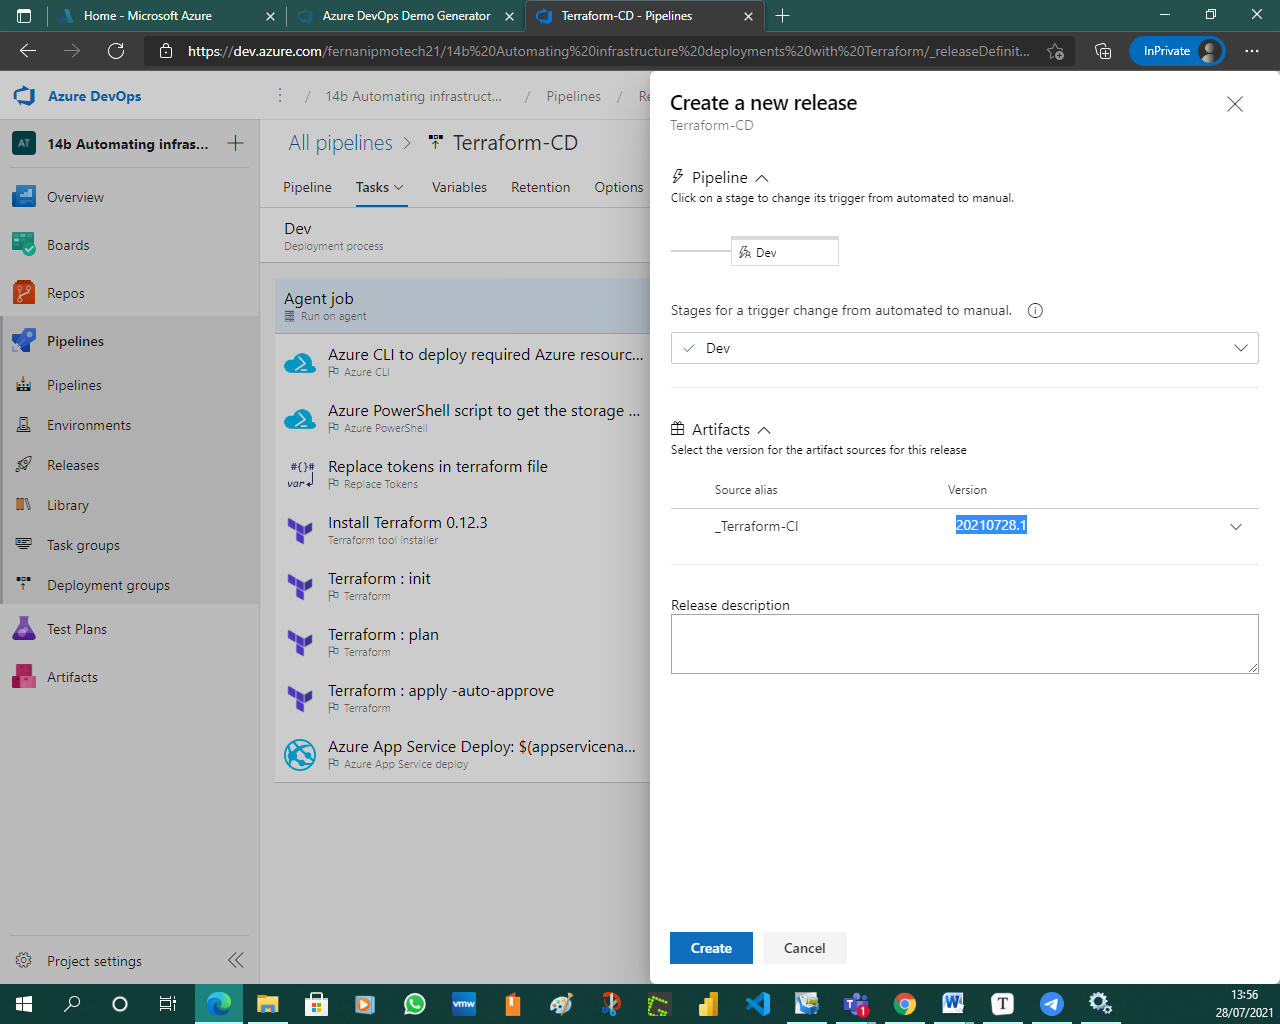 Home - Microsoft Azure
Azure DevOps Demo Generator
Terraform-CD - Pipelines
https://dev.azure.com/fernanipmotech21/14b%20Automating%20infrastructure%20deployments%20with%20Terraform/_releaseDefinit...
InPrivate
Azure DevOps
/ 14b Automating infrastruct... / Pipelines / Re
AT 14b Automating infras...
Overview
Boards
Repos
Pipelines
Pipelines
Environments
Releases
Library
Task groups
Deployment groups
Test Plans
Artifacts
Project settings
All pipelines > Terraform-CD
Pipeline Tasks Variables Retention Options
Dev
Deployment process
Agent job
Run on agent
Azure CLI to deploy required Azure resourc...
Azure CLI
Azure PowerShell script to get the storage ...
Azure PowerShell
#{}#
var
Replace tokens in terraform file
Replace Tokens
Install Terraform 0.12.3
Terraform tool installer
Terraform : init
Terraform
Terraform : plan
Terraform
Terraform : apply -auto-approve
Terraform
Azure App Service Deploy: $(appservicena...
Azure App Service deploy
Create a new release
Terraform-CD
Pipeline
Click on a stage to change its trigger from automated to manual.
Dev
Stages for a trigger change from automated to manual.
Dev
Artifacts
Select the version for the artifact sources for this release
Source alias Version
_Terraform-CI 20210728.1
Release description
Create Cancel
vmw
1
W
T
13:56
28/07/2021